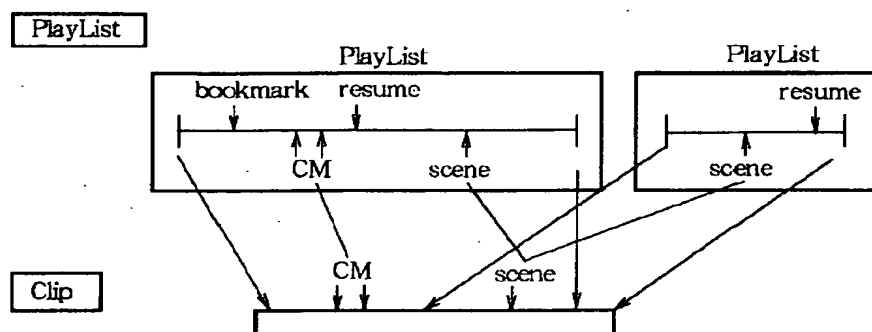 PlayList
PlayList PlayList
bookmark resume resume
CM scene scene
CM scene
Clip